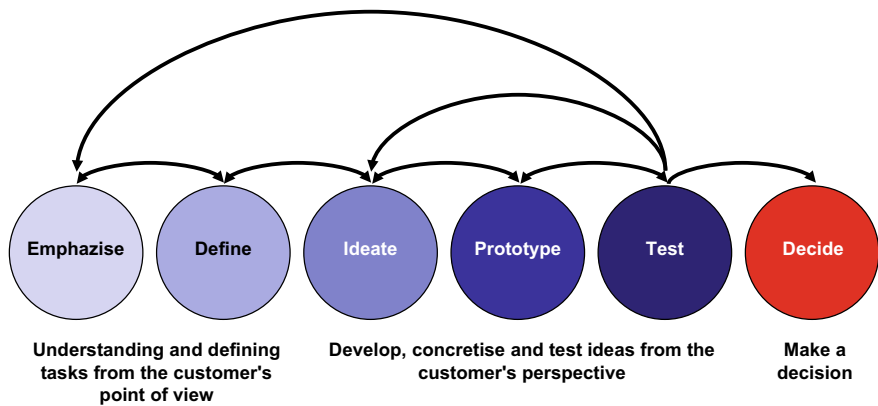 Emphazise
Define
Ideate
Prototype
Test
Decide
Understanding and defining
tasks from the customer's
point of view
Develop, concretise and test ideas from the
customer's perspective
Make a
decision